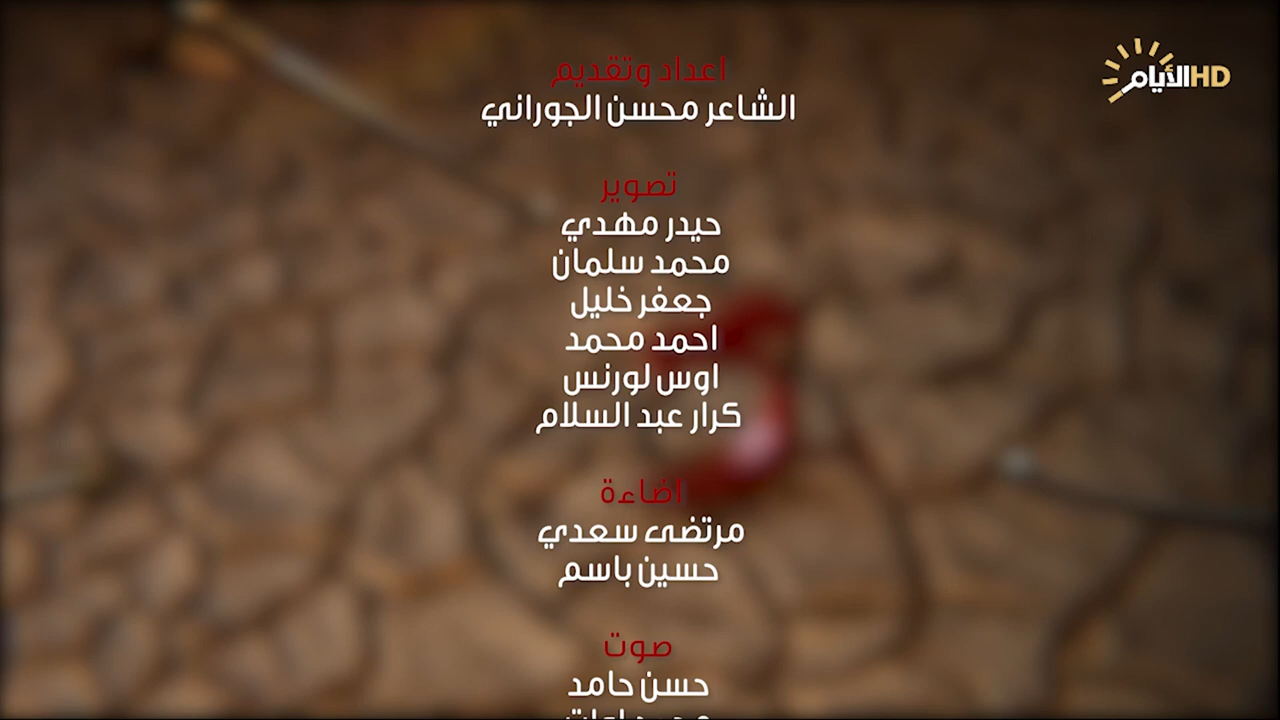 الأيام HD
اعداد وتقديم
الشاعر محسن الجوراني
تصوير
حيدر مهدي
محمد سلمان
جعفر خليل
احمد محمد
اوس لورنس
كرار عبد السلام
اضاءة
مرتضى سعدي
حسين باسم
صوت
حسن حامد